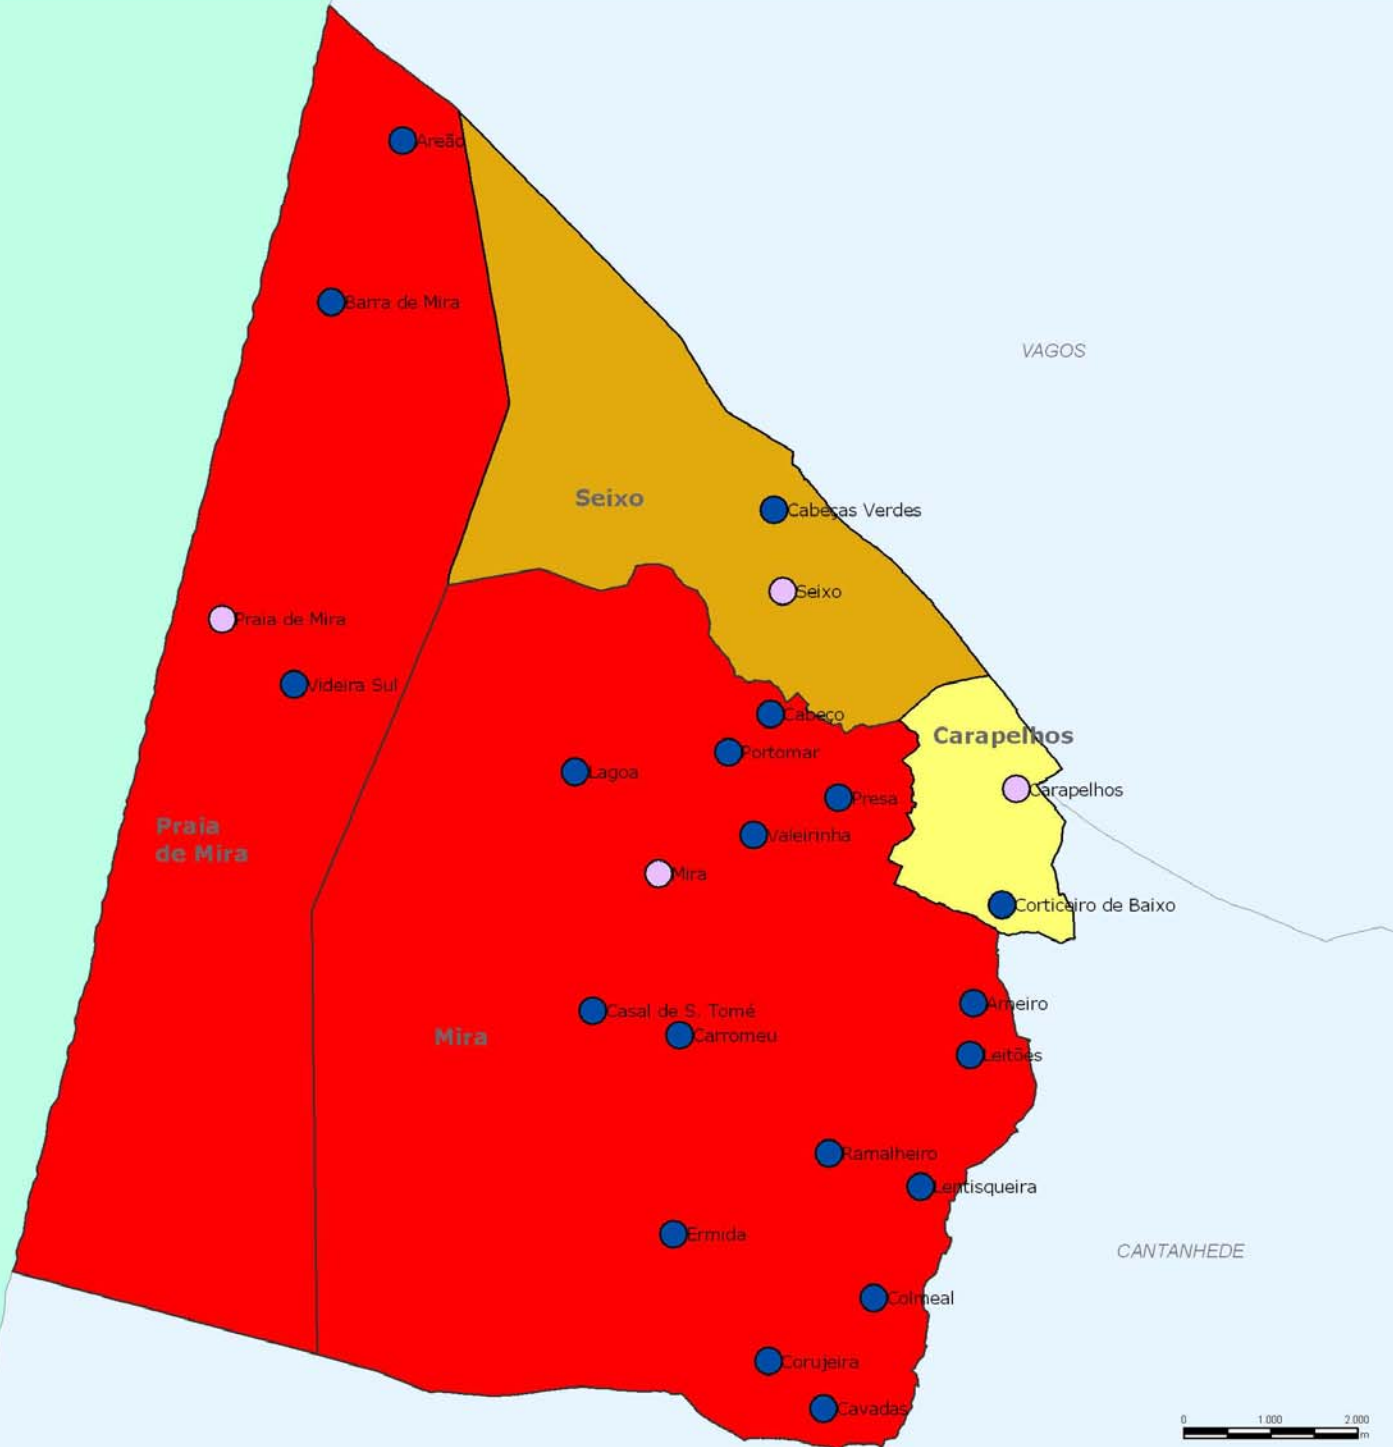 Areão
Barra de Mira
VAGOS
Seixo
Cabeças Verdes
Seixo
Praia de Mira
Videira Sul
Cabeço
Carapelhos
Portomar
Lagoa
Carapelhos
Presa
Praia
de Mira
Valeirinha
Mira
Corticeiro de Baixo
Arneiro
Casal de S. Tomé
Carromeu
Mira
Leitões
Ramalheiro
Lentisqueira
Ermida
CANTANHEDE
Colmeal
Corujeira
Cavadas
0 1.000 2.000
m